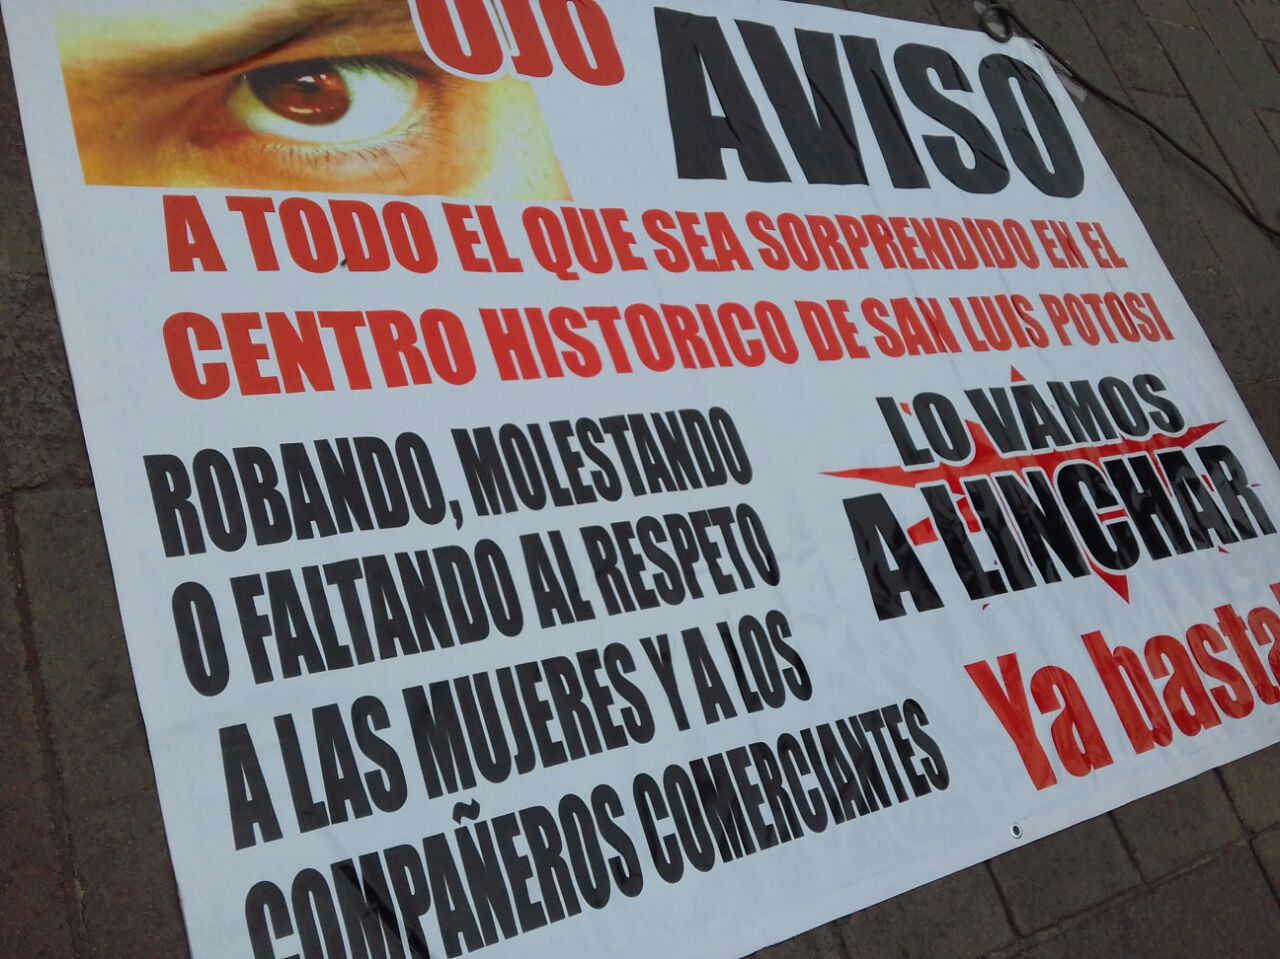 OJO
AVISO
A TODO EL QUE SEA SORPRENDIDO EN EL
CENTRO HISTORICO DE SAN LUIS POTOSI
ROBANDO, MOLESTANDO
O FALTANDO AL RESPETO
A LAS MUJERES Y A LOS
COMPAÑEROS COMERCIANTES
LO VAMOS
A LINCHAR
Ya basta!